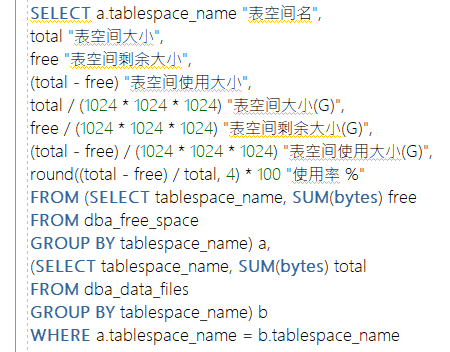 SELECT a.tablespace_name "表空间名",
total "表空间大小",
free "表空间剩余大小",
(total - free) "表空间使用大小",
total / (1024 * 1024 * 1024) "表空间大小(G)",
free / (1024 * 1024 * 1024) "表空间剩余大小(G)",
(total - free) / (1024 * 1024 * 1024) "表空间使用大小(G)",
round((total - free) / total, 4) * 100 "使用率 %"
FROM (SELECT tablespace_name, SUM(bytes) free
FROM dba_free_space
GROUP BY tablespace_name) a,
(SELECT tablespace_name, SUM(bytes) total
FROM dba_data_files
GROUP BY tablespace_name) b
WHERE a.tablespace_name = b.tablespace_name